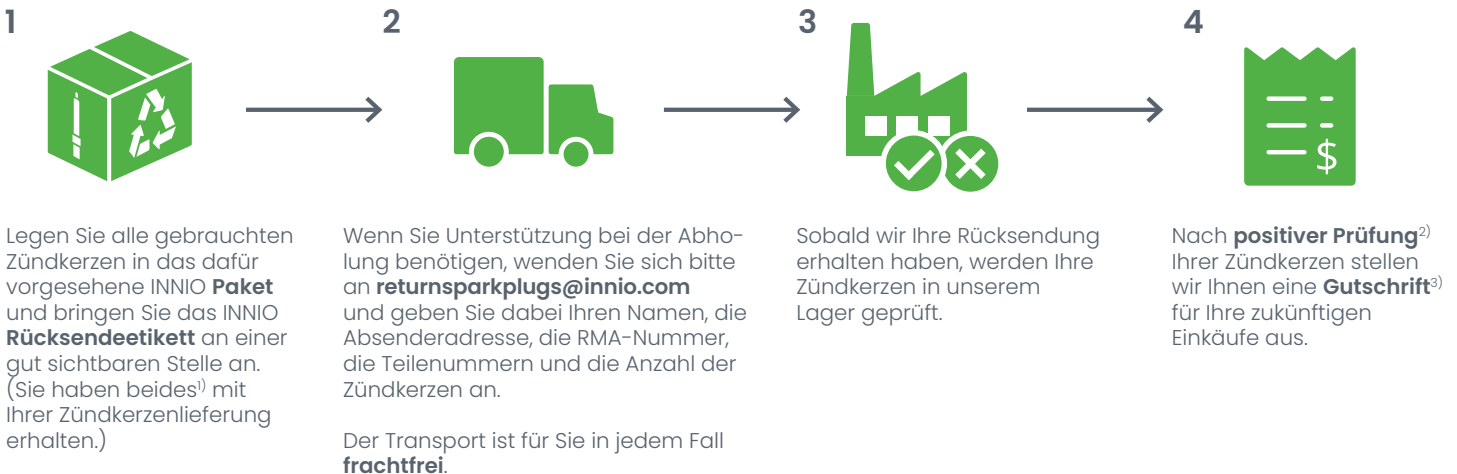 1
Legen Sie alle gebrauchten
Zündkerzen in das dafür
vorgesehene INNIO Paket
und bringen Sie das INNIO
Rücksendeetikett an einer
gut sichtbaren Stelle an.
(Sie haben beides1) mit
Ihrer Zündkerzenlieferung
erhalten.)
2
Wenn Sie Unterstützung bei der Abho-
lung benötigen, wenden Sie sich bitte
an returnsparkplugs@innio.com
und geben Sie dabei Ihren Namen, die
Absenderadresse, die RMA-Nummer,
die Teilenummern und die Anzahl der
Zündkerzen an.
Der Transport ist für Sie in jedem Fall
frachtfrei.
3
Sobald wir Ihre Rücksendung
erhalten haben, werden Ihre
Zündkerzen in unserem
Lager geprüft.
4
$
Nach positiver Prüfung2)
Ihrer Zündkerzen stellen
wir Ihnen eine Gutschrift3)
für Ihre zukünftigen
Einkäufe aus.